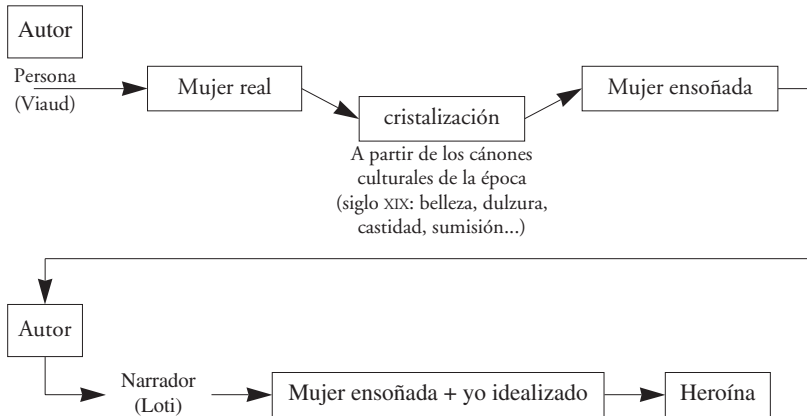 Autor
Persona
(Viaud)
Mujer real
cristalización
A partir de los cánones
culturales de la época
(siglo XIX: belleza, dulzura,
castidad, sumisión...)
Mujer ensoñada
Autor
Narrador
(Loti)
Mujer ensoñada + yo idealizado
Heroína